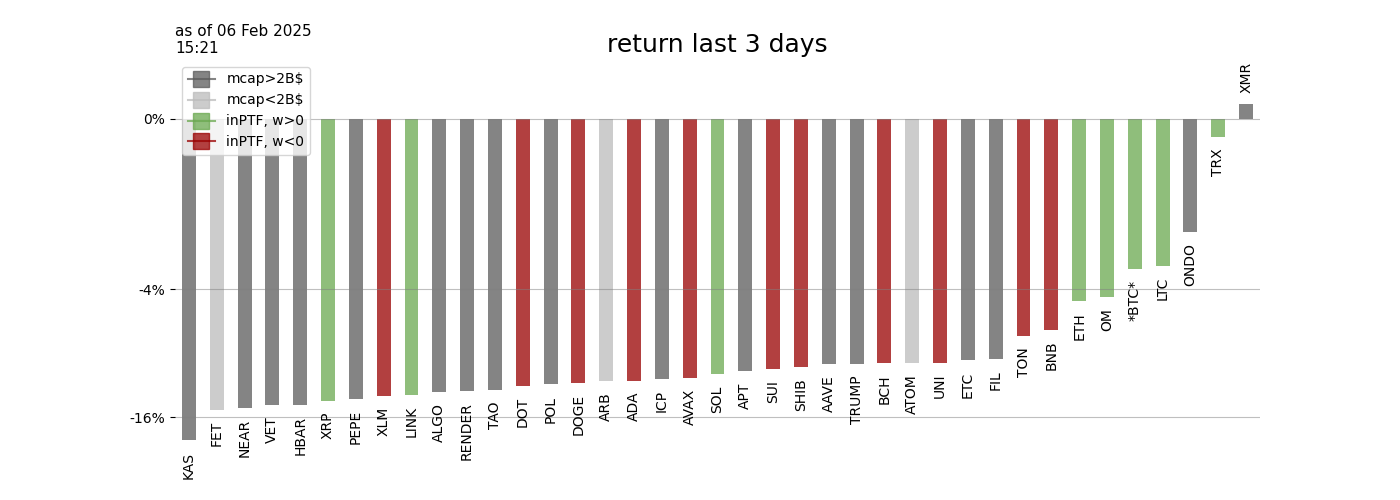 as of 06 Feb 2025
15:21
return last 3 days
mcap>2B$
mcap<2B$
inPTF, w>0
inPTF, w<0
0%
-4%
-16%
KAS
FET
NEAR
VET
HBAR
XRP
PEPE
XLM
LINK
ALGO
RENDER
TAO
DOT
POL
DOGE
ARB
ADA
ICP
AVAX
SOL
APT
SUI
SHIB
AAVE
TRUMP
BCH
ATOM
UNI
ETC
FIL
TON
BNB
ETH
OM
*BTC*
LTC
ONDO
TRX
XMR